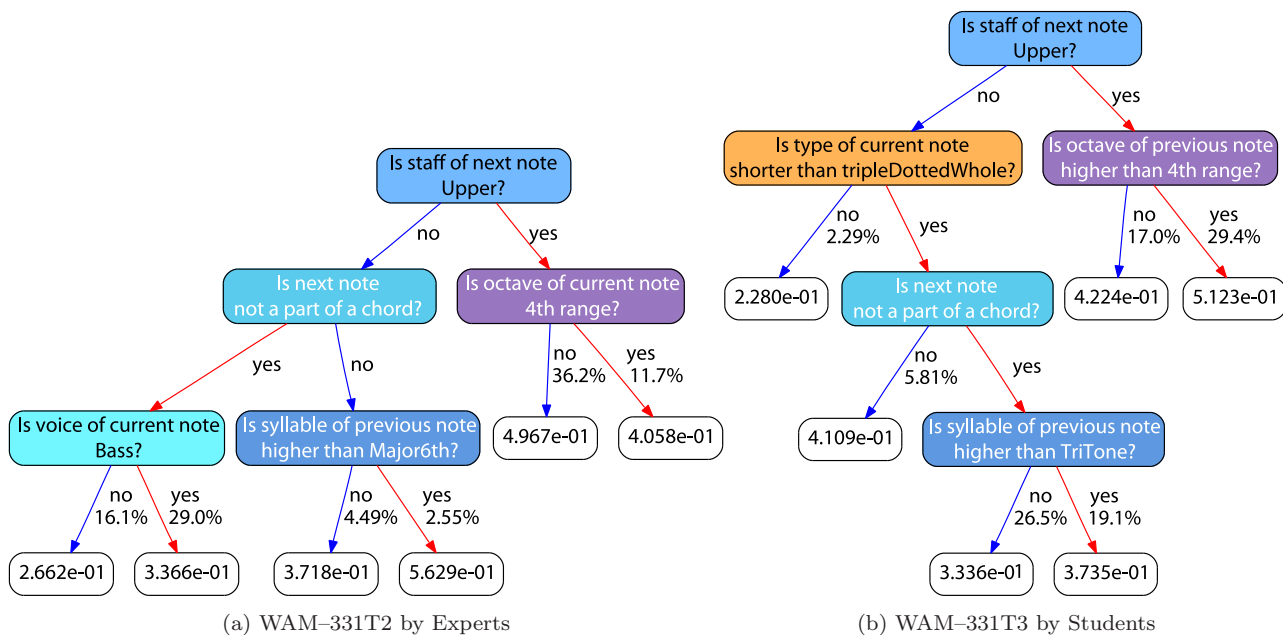 Is staff of next note
Upper?
no
yes
Is next note
not a part of a chord?
Is octave of current note
4th range?
yes
no
no
36.2%
yes
11.7%
Is voice of current note
Bass?
Is syllable of previous note
higher than Major6th?
4.967e-01
4.058e-01
no
16.1%
yes
29.0%
no
4.49%
yes
2.55%
2.662e-01
3.366e-01
3.718e-01
5.629e-01
(a) WAM–331T2 by Experts
Is staff of next note
Upper?
no
yes
Is type of current note
shorter than tripleDottedWhole?
Is octave of previous note
higher than 4th range?
no
2.29%
yes
no
17.0%
yes
29.4%
2.280e-01
Is next note
not a part of a chord?
4.224e-01
5.123e-01
no
5.81%
yes
4.109e-01
Is syllable of previous note
higher than TriTone?
no
26.5%
yes
19.1%
3.336e-01
3.735e-01
(b) WAM–331T3 by Students